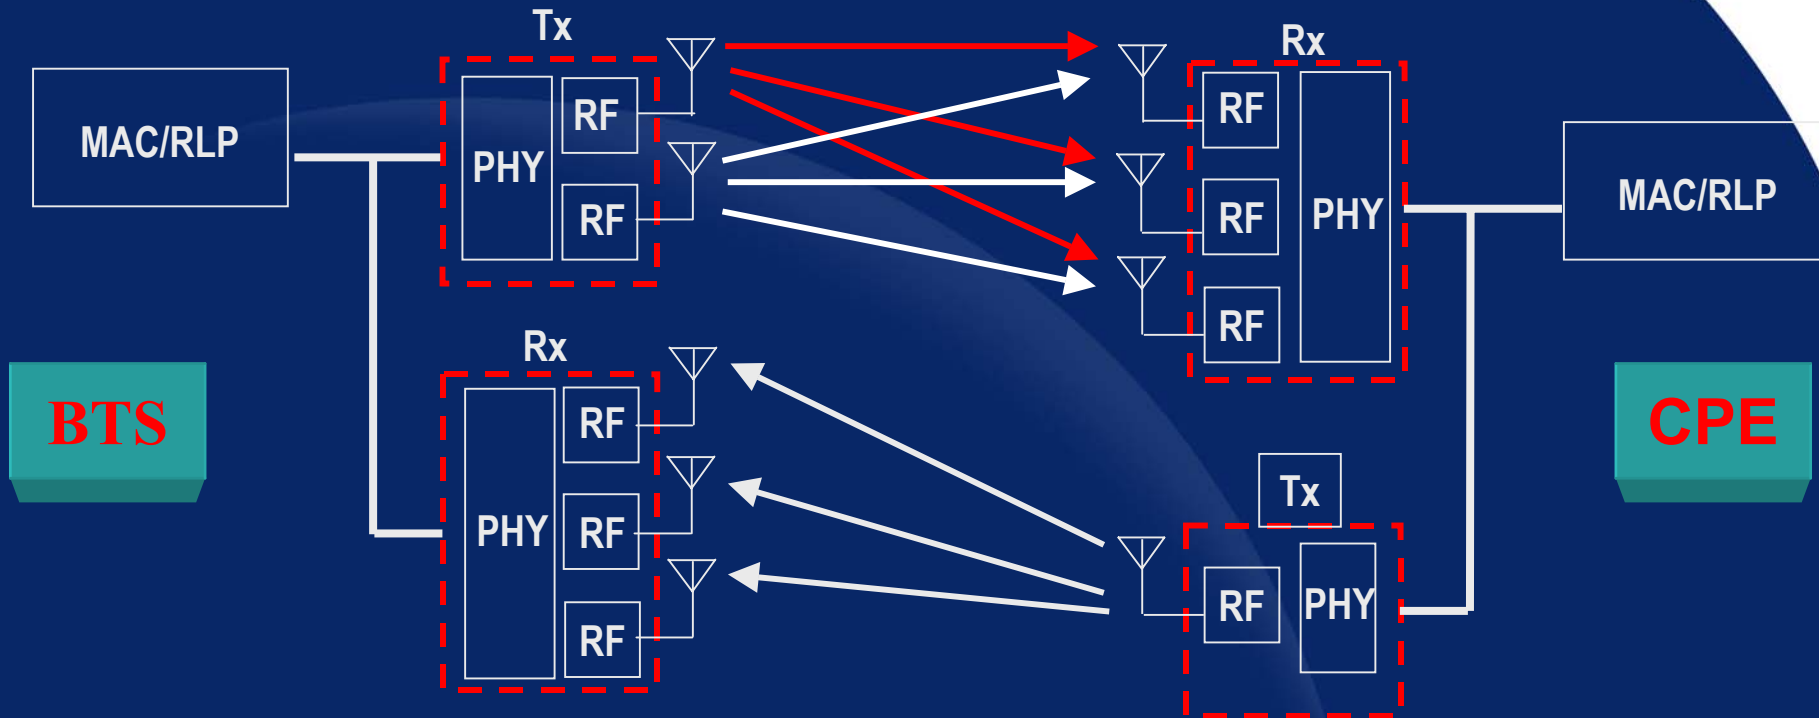 Tx
Rx
MAC/RLP
PHY
RF
RF
RF
RF
RF
PHY
MAC/RLP
Rx
BTS
PHY
RF
RF
RF
CPE
Tx
RF
PHY